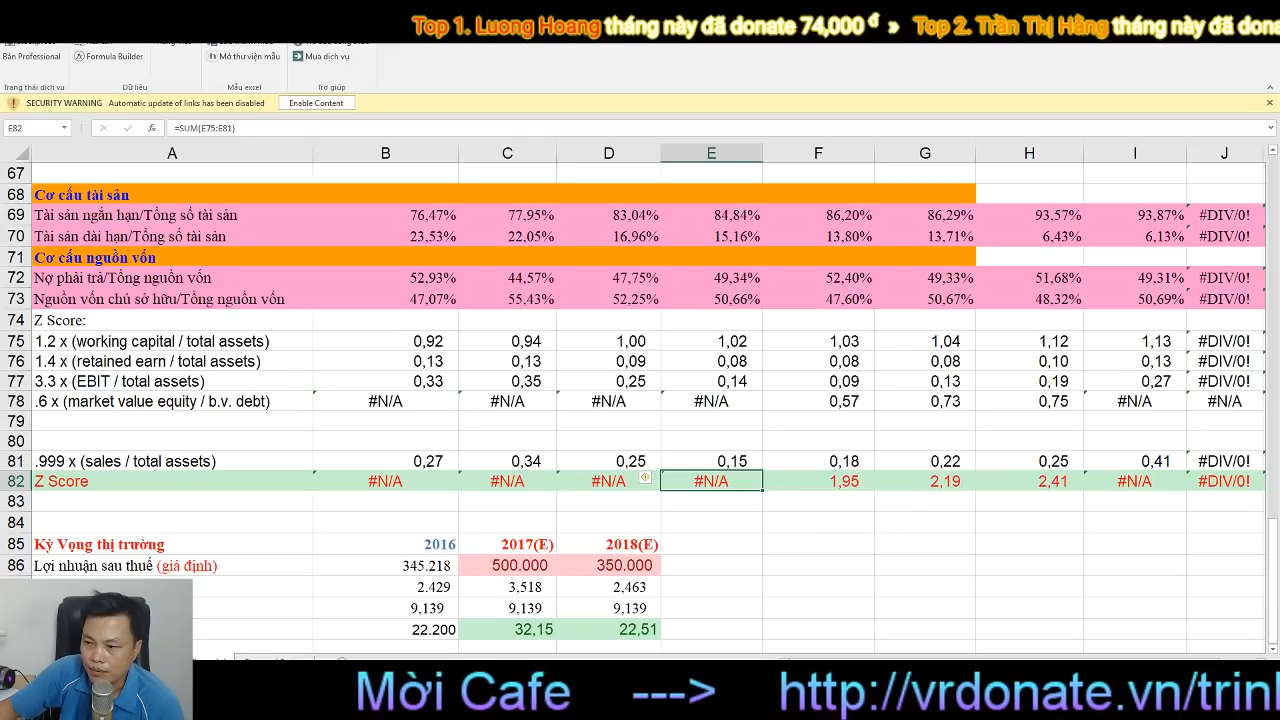 Top 1. Luong Hoang tháng này đã donate 74,000 đ » Top 2. Trần Thị Hằng tháng này đã dona
Bán Professional Formula Builder Mở thư viện mẫu Mua dịch vụ
Trạng thái dịch vụ Dữ liệu Mẫu excel Trợ giúp
SECURITY WARNING Automatic update of links has been disabled Enable Content
E82 fx =SUM(E75:E81)
A B C D E F G H I J
67
68 Cơ cấu tài sản
69 Tài sản ngắn hạn/Tổng số tài sản 76,47% 77,95% 83,04% 84,84% 86,20% 86,29% 93,57% 93,87% #DIV/0!
70 Tài sản dài hạn/Tổng số tài sản 23,53% 22,05% 16,96% 15,16% 13,80% 13,71% 6,43% 6,13% #DIV/0!
71 Cơ cấu nguồn vốn
72 Nợ phải trả/Tổng nguồn vốn 52,93% 44,57% 47,75% 49,34% 52,40% 49,33% 51,68% 49,31% #DIV/0!
73 Nguồn vốn chủ sở hữu/Tổng nguồn vốn 47,07% 55,43% 52,25% 50,66% 47,60% 50,67% 48,32% 50,69% #DIV/0!
74 Z Score:
75 1.2 x (working capital / total assets) 0,92 0,94 1,00 1,02 1,03 1,04 1,12 1,13 #DIV/0!
76 1.4 x (retained earn / total assets) 0,13 0,13 0,09 0,08 0,08 0,08 0,10 0,13 #DIV/0!
77 3.3 x (EBIT / total assets) 0,33 0,35 0,25 0,14 0,09 0,13 0,19 0,27 #DIV/0!
78 .6 x (market value equity / b.v. debt) #N/A #N/A #N/A #N/A 0,57 0,73 0,75 #N/A #N/A
79
80
81 .999 x (sales / total assets) 0,27 0,34 0,25 0,15 0,18 0,22 0,25 0,41 #DIV/0!
82 Z Score #N/A #N/A #N/A #N/A 1,95 2,19 2,41 #N/A #DIV/0!
83
84
85 Kỳ Vọng thị trường 2016 2017(E) 2018(E)
86 Lợi nhuận sau thuế (giả định) 345.218 500.000 350.000
2.429 3,518 2,463
9,139 9,139 9,139
22.200 32,15 22,51
Mời Cafe ---> http://vrdonate.vn/trin